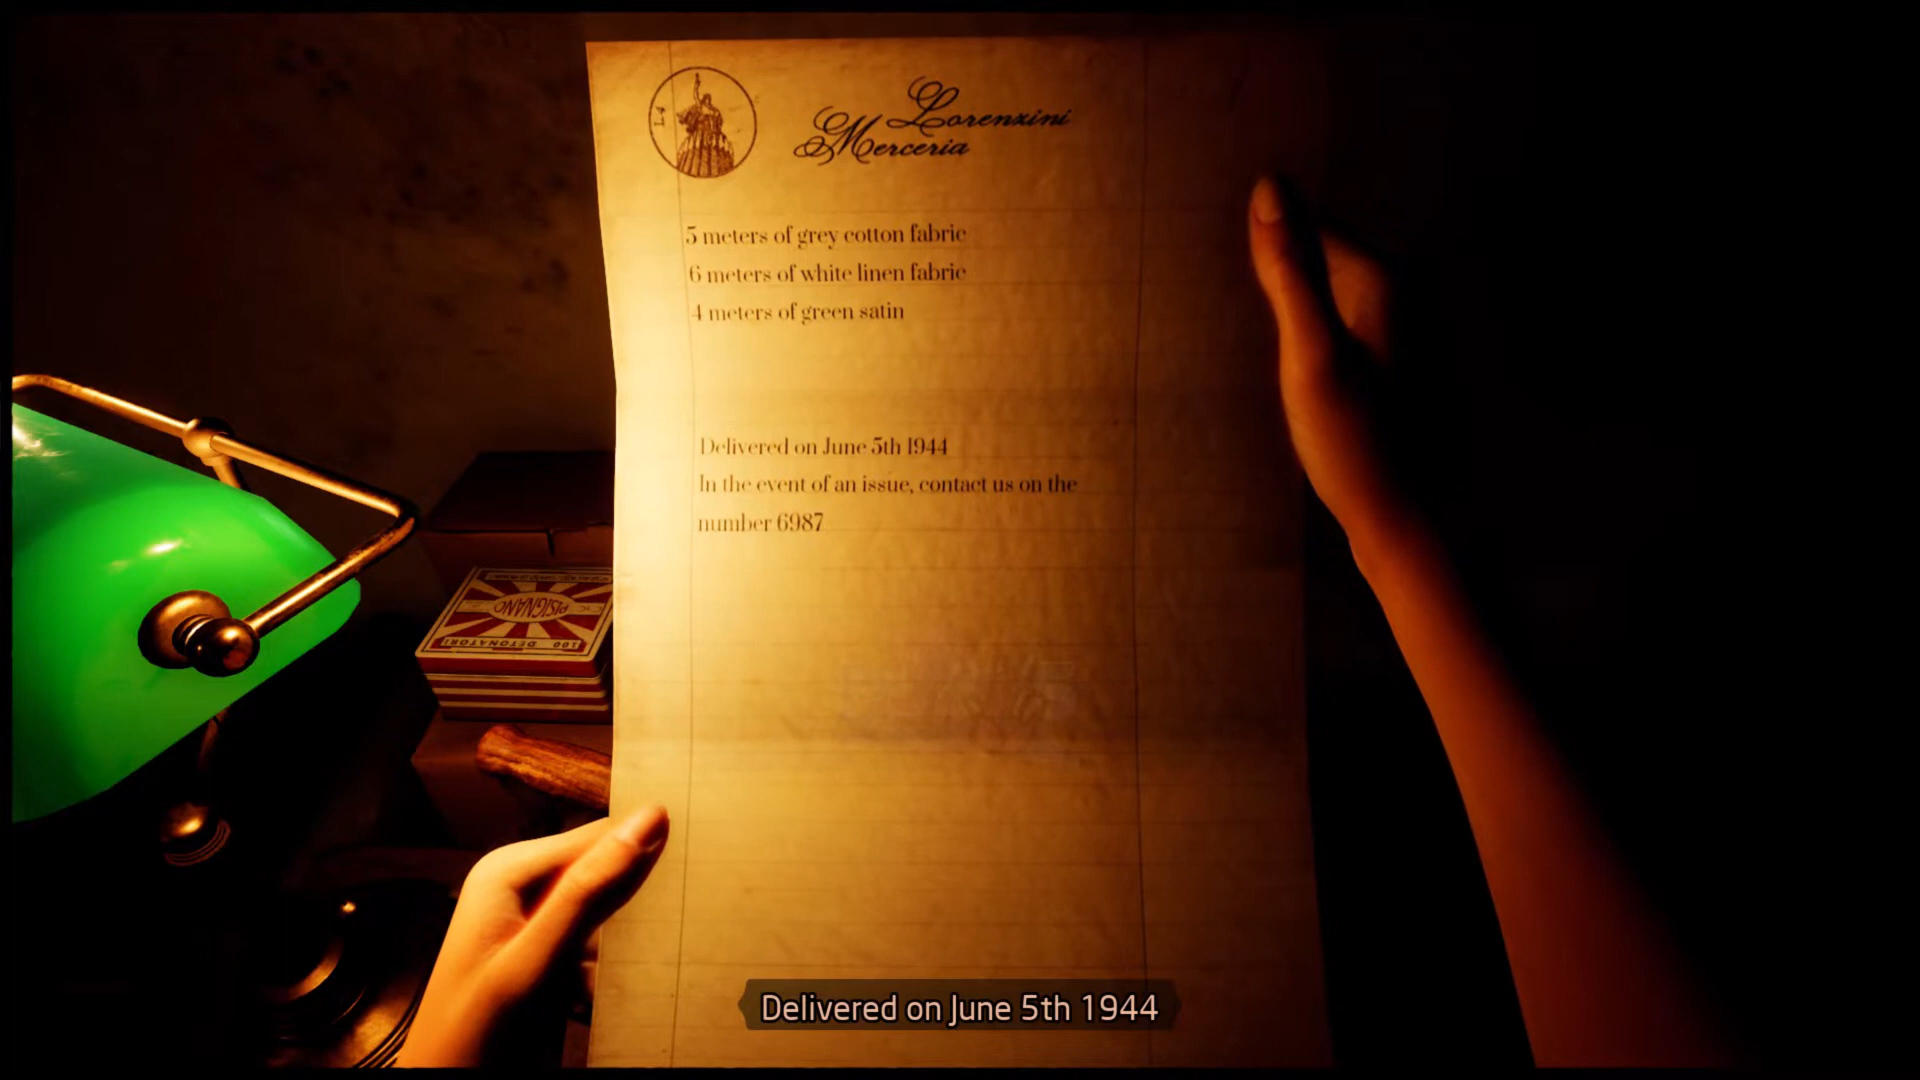 L4
Lorenzini
Merceria
5 meters of grey cotton fabric
6 meters of white linen fabric
4 meters of green satin
Delivered on June 5th 1944
In the event of an issue, contact us on the
number 6987
PISIGNANO
100 DETONATORI
Delivered on June 5th 1944